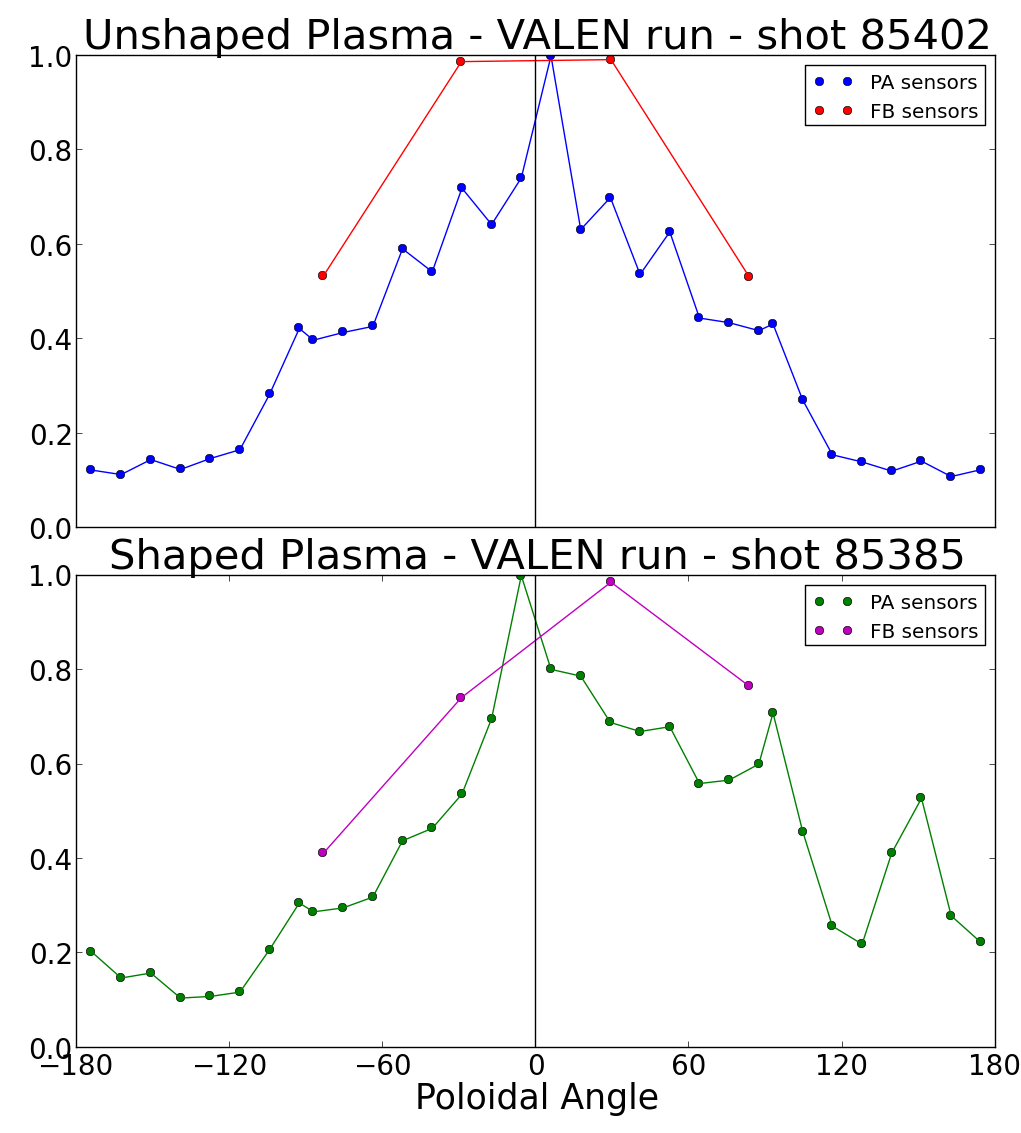 Unshaped Plasma - VALEN run - shot 85402
1.0
0.8
0.6
0.4
0.2
0.0
PA sensors
FB sensors
Shaped Plasma - VALEN run - shot 85385
1.0
0.8
0.6
0.4
0.2
0.0
PA sensors
FB sensors
−180 −120 −60 0 60 120 180
Poloidal Angle